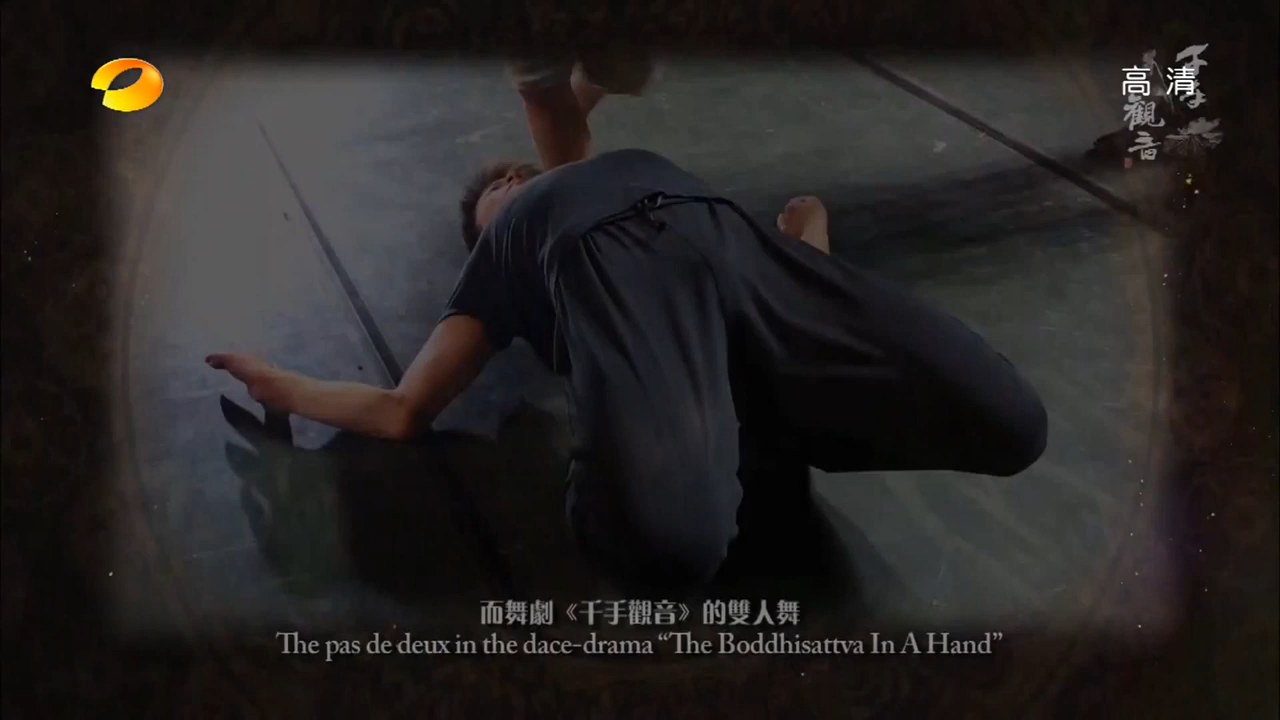 高清
千手
觀音
而舞劇《千手觀音》的雙人舞
The pas de deux in the dace-drama “The Boddhisattva In A Hand”